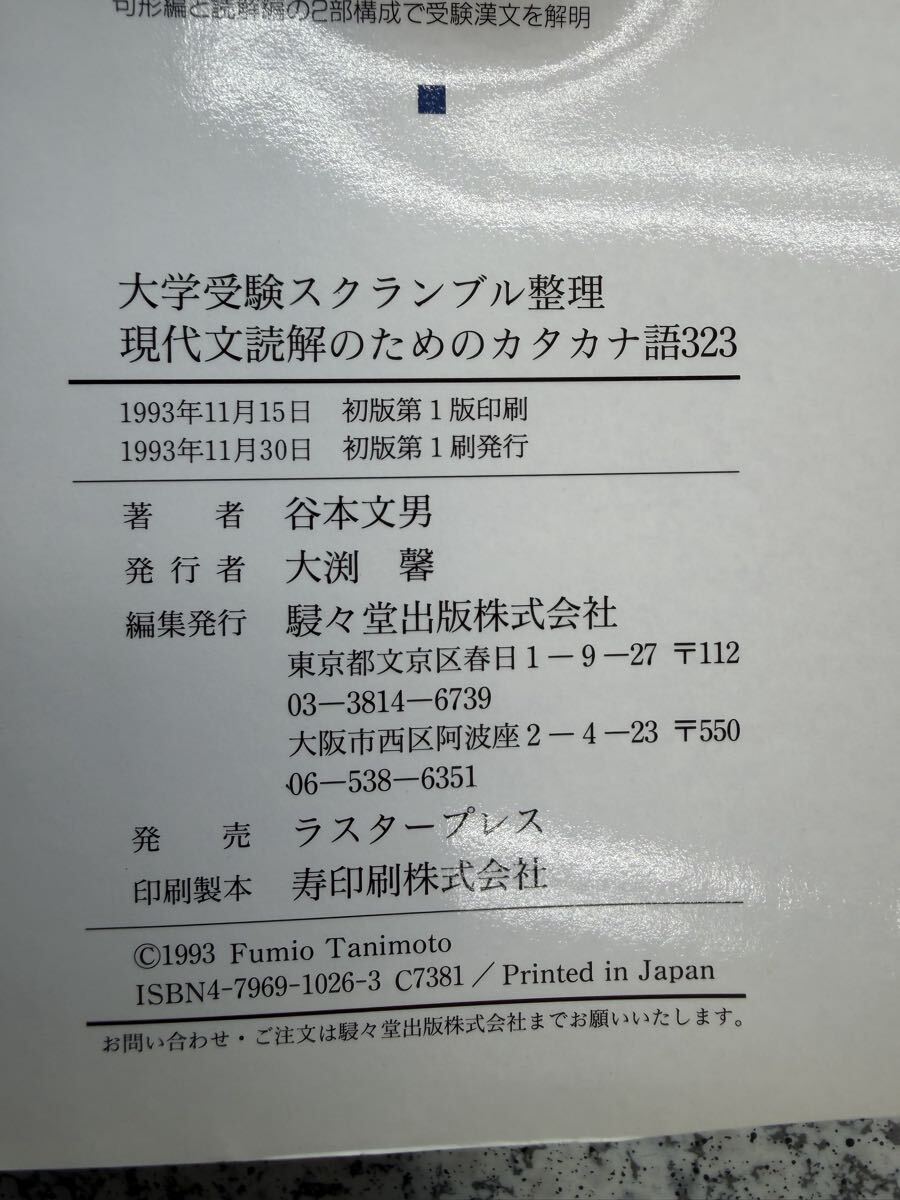 句形編と読解編の2部構成で受験漢文を解明
大学受験スクランブル整理
現代文読解のためのカタカナ語323
1993年11月15日 初版第1版印刷
1993年11月30日 初版第1刷発行
著 者 谷本文男
発行者 大渕 馨
編集発行 駸々堂出版株式会社
東京都文京区春日1－9－27 〒112
03―3814―6739
大阪市西区阿波座2－4－23 〒550
06―538―6351
発 売 ラスタープレス
印刷製本 寿印刷株式会社
©1993 Fumio Tanimoto
ISBN4-7969-1026-3 C7381／Printed in Japan
お問い合わせ・ご注文は駸々堂出版株式会社までお願いいたします。